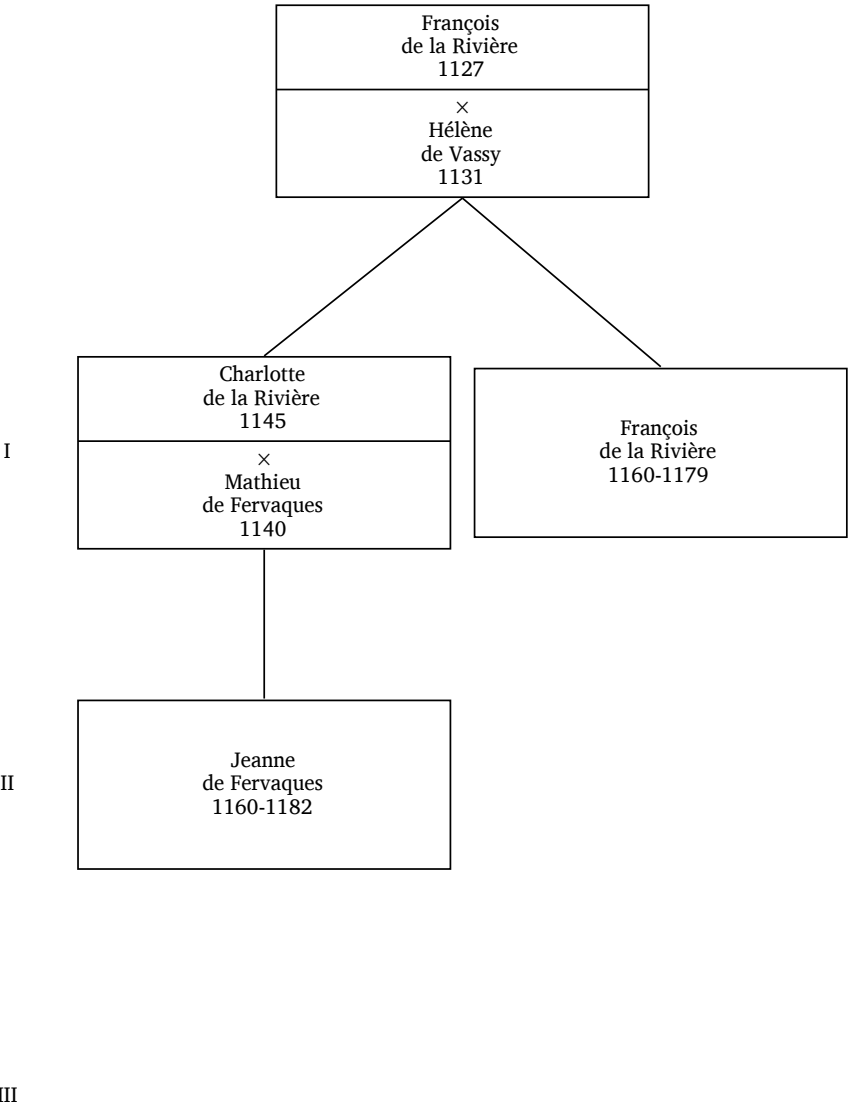 François
de la Rivière
1127
×
Hélène
de Vassy
1131
Charlotte
de la Rivière
1145
×
Mathieu
de Fervaques
1140
François
de la Rivière
1160-1179
I
Jeanne
de Fervaques
1160-1182
II
III